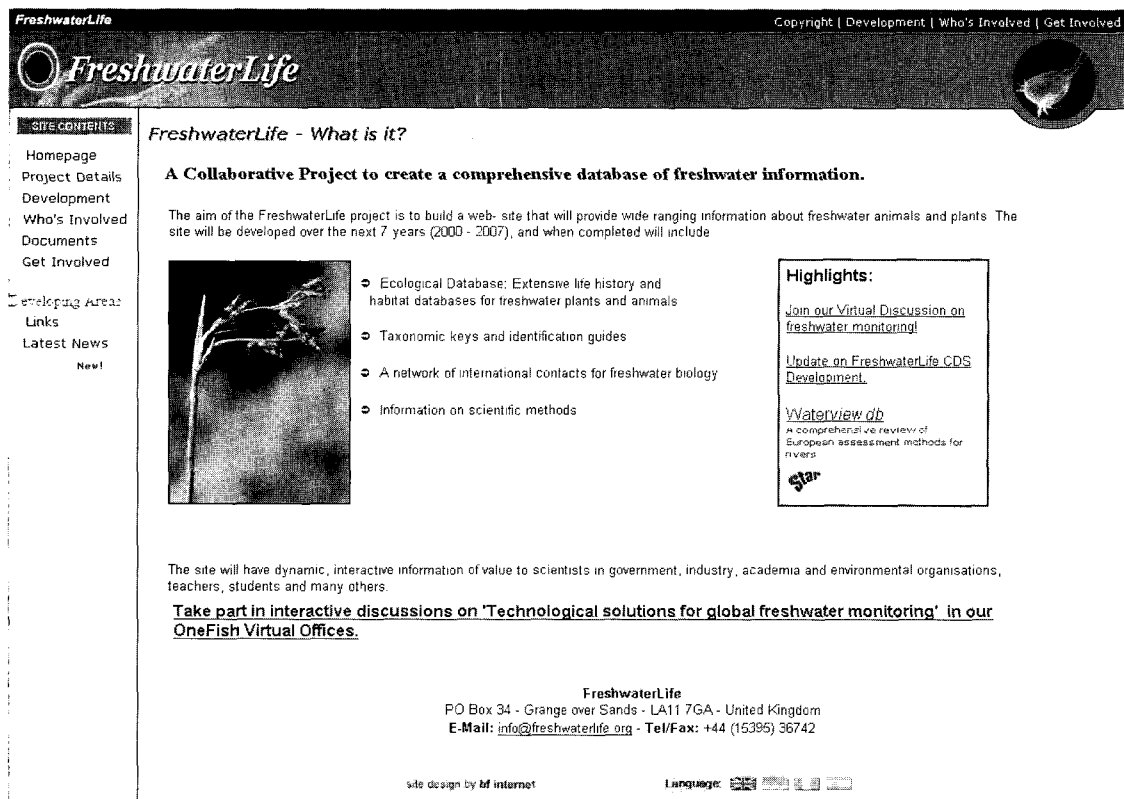 FreshwaterLife
Copyright | Development | Who's Involved | Get Involved
FreshwaterLife
SITE CONTENTS
Homepage
Project Details
Development
Who's Involved
Documents
Get Involved
eveloping Areas
Links
Latest News
New!
FreshwaterLife - What is it?
A Collaborative Project to create a comprehensive database of freshwater information.
The aim of the FreshwaterLife project is to build a web- site that will provide wide ranging information about freshwater animals and plants The
site will be developed over the next 7 years (2000 - 2007), and when completed will include
Ecological Database: Extensive life history and
habitat databases for freshwater plants and animals
Taxonomic keys and identification guides
A network of international contacts for freshwater biology
Information on scientific methods
Highlights:
Join our Virtual Discussion on
freshwater monitoring!
Update on FreshwaterLife CDS
Development.
Waterview db
A comprehensive review of
European assessment methods for
rivers
Star
The site will have dynamic, interactive information of value to scientists in government, industry, academia and environmental organisations,
teachers, students and many others.
Take part in interactive discussions on 'Technological solutions for global freshwater monitoring' in our
OneFish Virtual Offices.
FreshwaterLife
PO Box 34 - Grange over Sands - LA11 7GA - United Kingdom
E-Mail: info@freshwaterlife org - Tel/Fax: +44 (15395) 36742
site design by bf internet
Language: